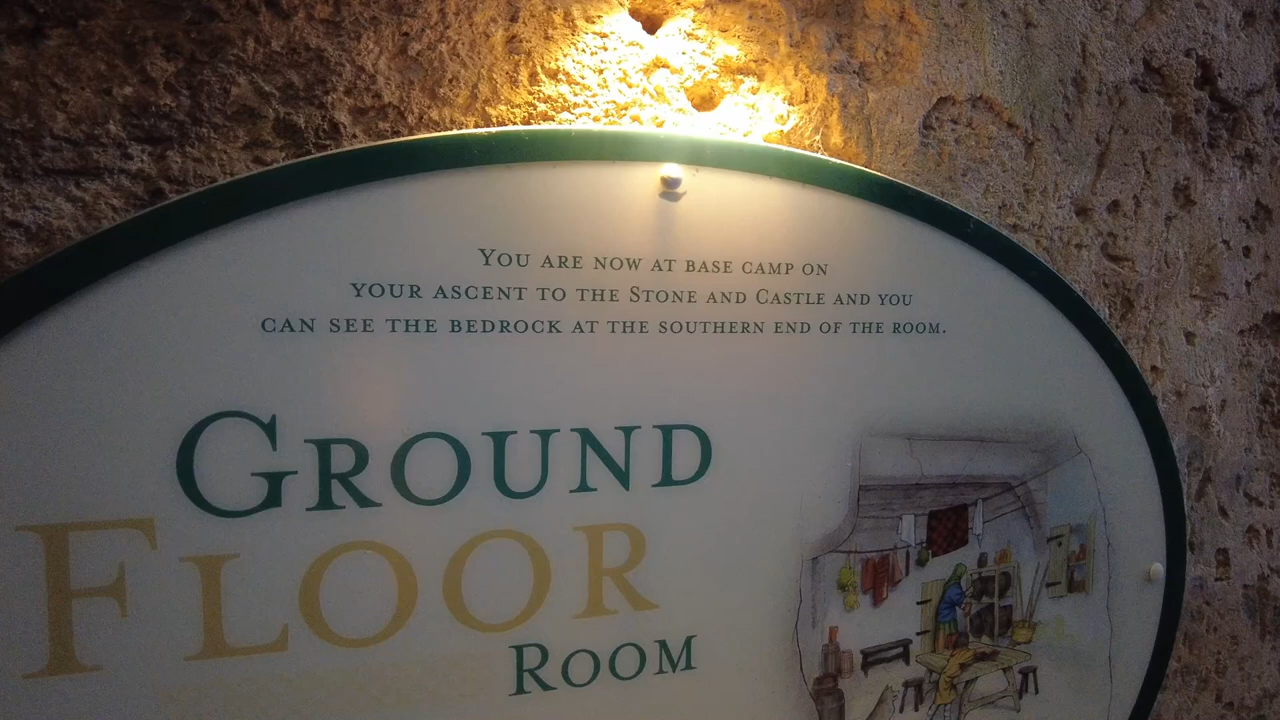 You are now at base camp on
your ascent to the Stone and Castle and you
can see the bedrock at the southern end of the room.
Ground
Floor
Room